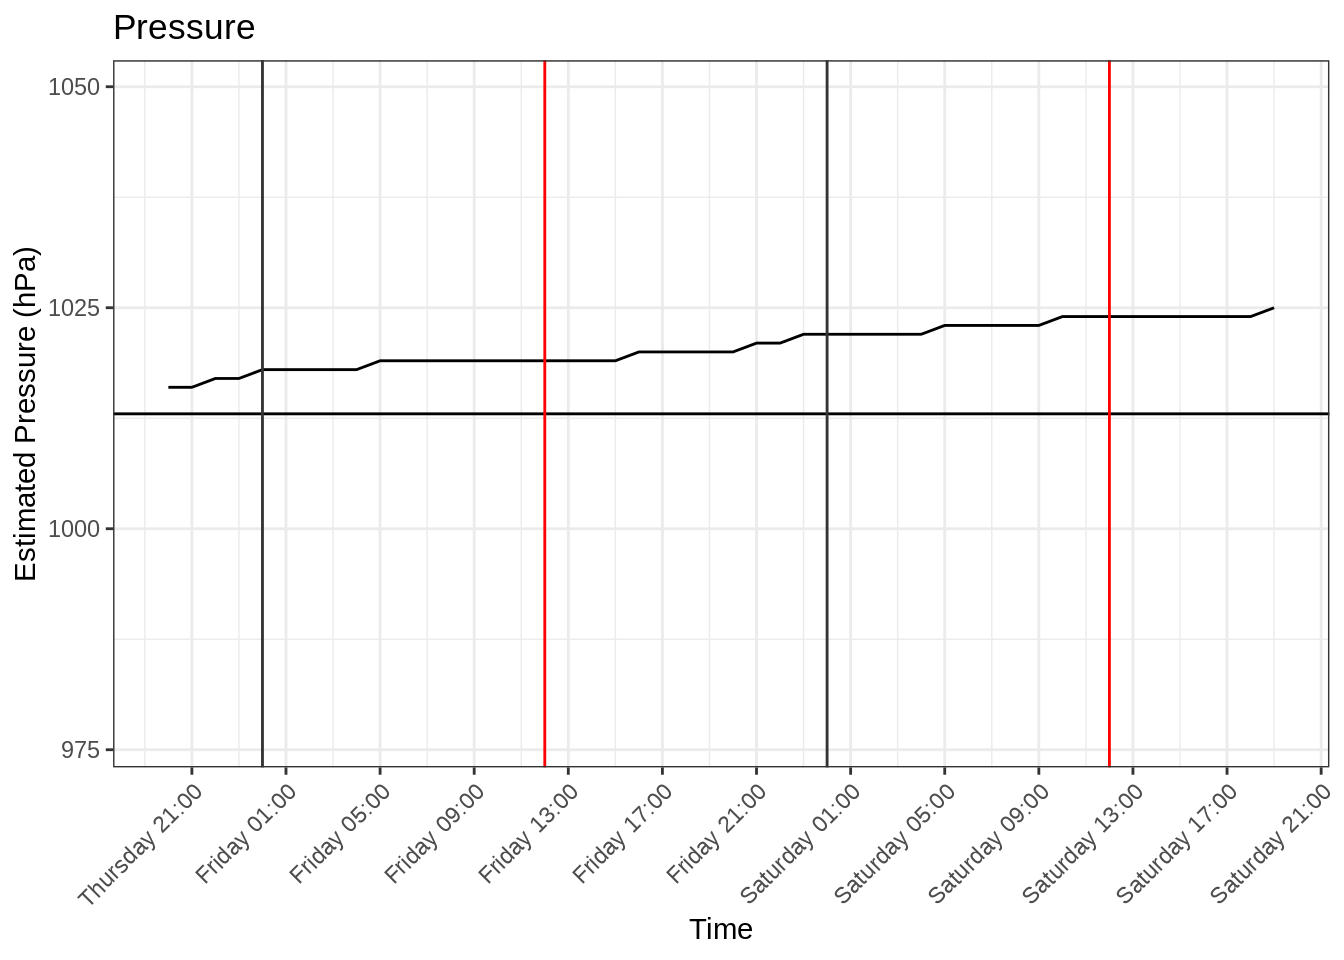 Pressure
Estimated Pressure (hPa)
1050
1025
1000
975
Thursday 21:00
Friday 01:00
Friday 05:00
Friday 09:00
Friday 13:00
Friday 17:00
Friday 21:00
Saturday 01:00
Saturday 05:00
Saturday 09:00
Saturday 13:00
Saturday 17:00
Saturday 21:00
Time